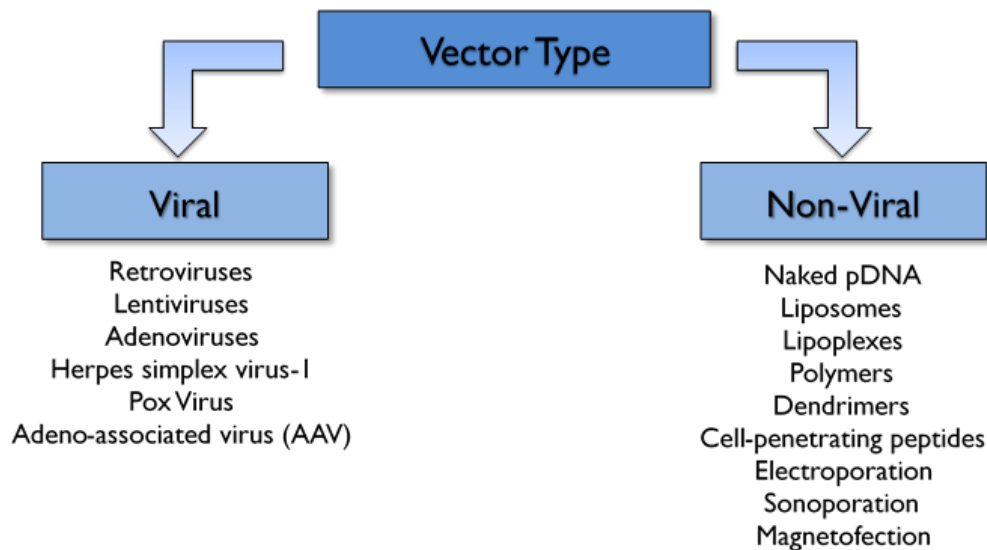 Vector Type
Viral
Retroviruses
Lentiviruses
Adenoviruses
Herpes simplex virus-1
Pox Virus
Adeno-associated virus (AAV)
Non-Viral
Naked pDNA
Liposomes
Lipoplexes
Polymers
Dendrimers
Cell-penetrating peptides
Electroporation
Sonoporation
Magnetofection